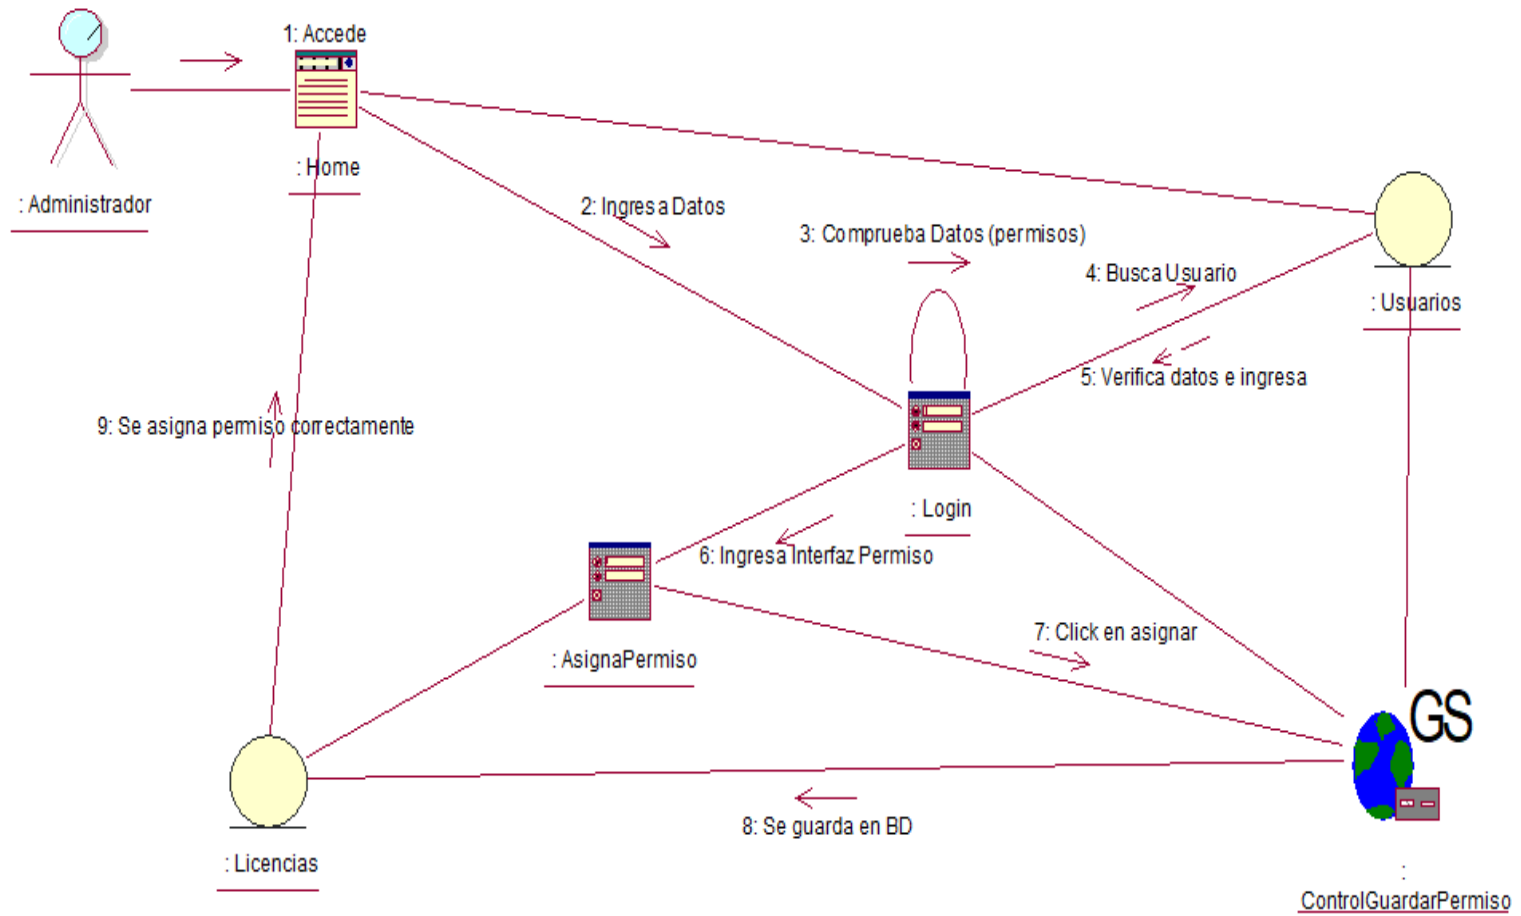 1: Accede
: Home
: Administrador
2: Ingresa Datos
3: Comprueba Datos (permisos)
4: Busca Usuario
: Usuarios
5: Verifica datos e ingresa
9: Se asigna permiso correctamente
: Login
6: Ingresa Interfaz Permiso
7: Click en asignar
: AsignaPermiso
GS
8: Se guarda en BD
: Licencias
:
ControlGuardarPermiso